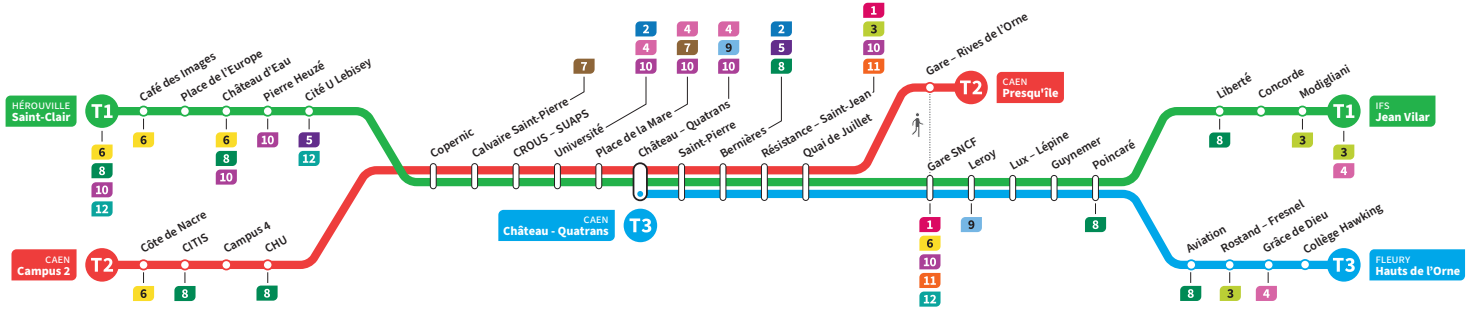 HÉROUVILLE
Saint-Clair
T1
6
8
10
12
Café des Images
6
Place de l'Europe
Château d'Eau
6
8
10
Pierre Heuzé
10
Cité U Lebisey
5
12
CAEN
Campus 2
T2
Côte de Nacre
6
CITIS
8
Campus 4
CHU
8
Copernic
Calvaire Saint-Pierre
7
CROUS – SUAPS
Université
2
4
10
Place de la Mare
4
7
10
Château – Quatrans
4
9
10
CAEN
Château - Quatrans
T3
Saint-Pierre
Bernières
2
5
8
Résistance – Saint-Jean
1
3
10
11
Quai de Juillet
Gare – Rives de l'Orne
T2
CAEN
Presqu'île
Gare SNCF
1
6
10
11
12
Leroy
9
Lux – Lépine
Guynemer
Poincaré
8
Liberté
8
Concorde
Modigliani
3
T1
3
4
IFS
Jean Vilar
Aviation
8
Rostand – Fresnel
3
Grâce de Dieu
4
Collège Hawking
T3
FLEURY
Hauts de l'Orne